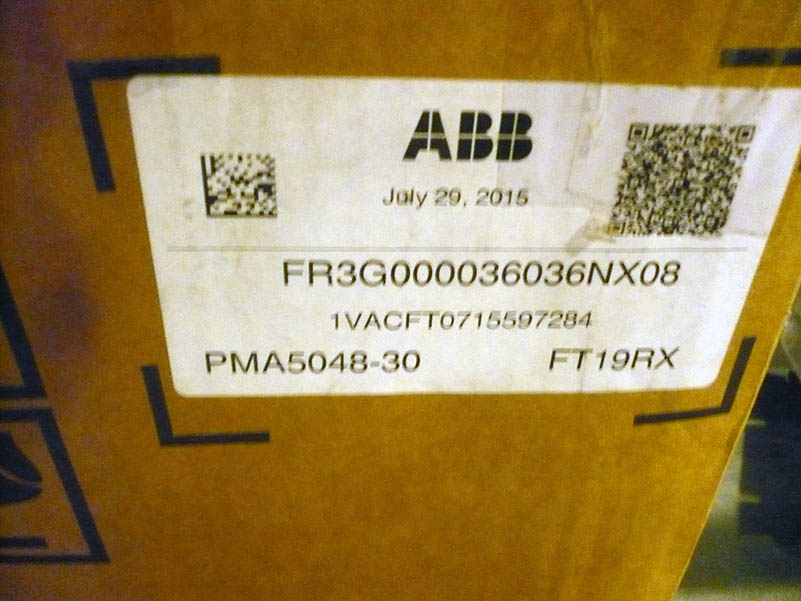 ABB
July 29, 2015
FR3G000036036NX08
1VACFT0715597284
PMA5048-30 FT19RX